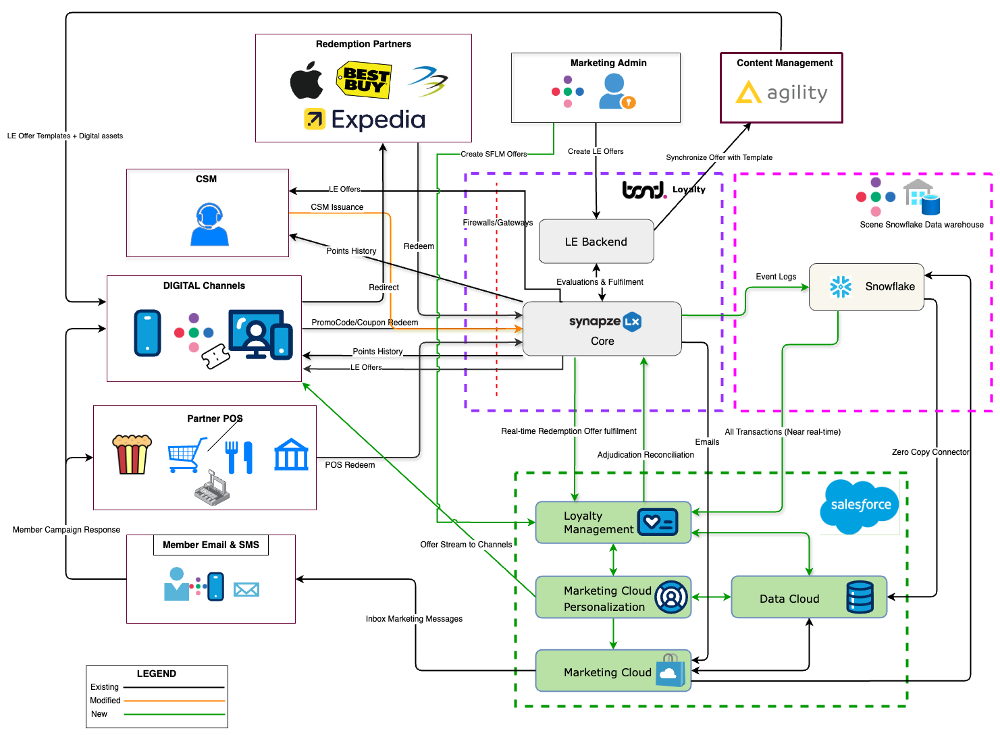 Redemption Partners
BEST
BUY
Expedia
Marketing Admin
Content Management
agility
LE Offer Templates + Digital assets
Create SFLM Offers
Create LE Offers
Synchronize Offer with Template
CSM
LE Offers
CSM Issuance
bond.
Loyalty
Scene Snowflake Data warehouse
Firewalls/Gateways
LE Backend
Points History
Redeem
Evaluations & Fulfilment
Event Logs
Snowflake
DIGITAL Channels
Redirect
PromoCode/Coupon Redeem
synapze LX
Core
Points History
LE Offers
Partner POS
POS Redeem
Real-time Redemption Offer fulfilment
Emails
All Transactions (Near real-time)
Adjudication Reconciliation
Zero Copy Connector
salesforce
Loyalty
Management
Member Campaign Response
Member Email & SMS
Offer Stream to Channels
Marketing Cloud
Personalization
Data Cloud
Inbox Marketing Messages
Marketing Cloud
LEGEND
Existing
Modified
New